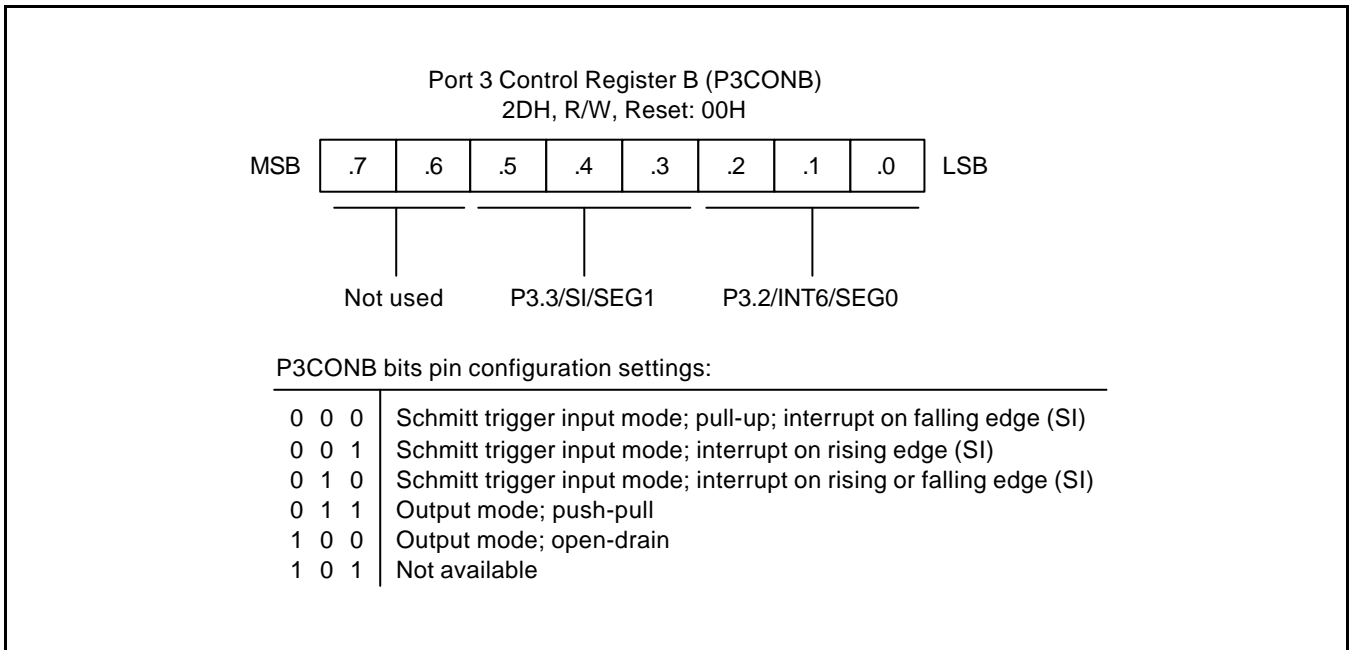 Port 3 Control Register B (P3CONB)
2DH, R/W, Reset: 00H
MSB .7 .6 .5 .4 .3 .2 .1 .0 LSB
Not used P3.3/SI/SEG1 P3.2/INT6/SEG0
P3CONB bits pin configuration settings:
0 0 0 Schmitt trigger input mode; pull-up; interrupt on falling edge (SI)
0 0 1 Schmitt trigger input mode; interrupt on rising edge (SI)
0 1 0 Schmitt trigger input mode; interrupt on rising or falling edge (SI)
0 1 1 Output mode; push-pull
1 0 0 Output mode; open-drain
1 0 1 Not available